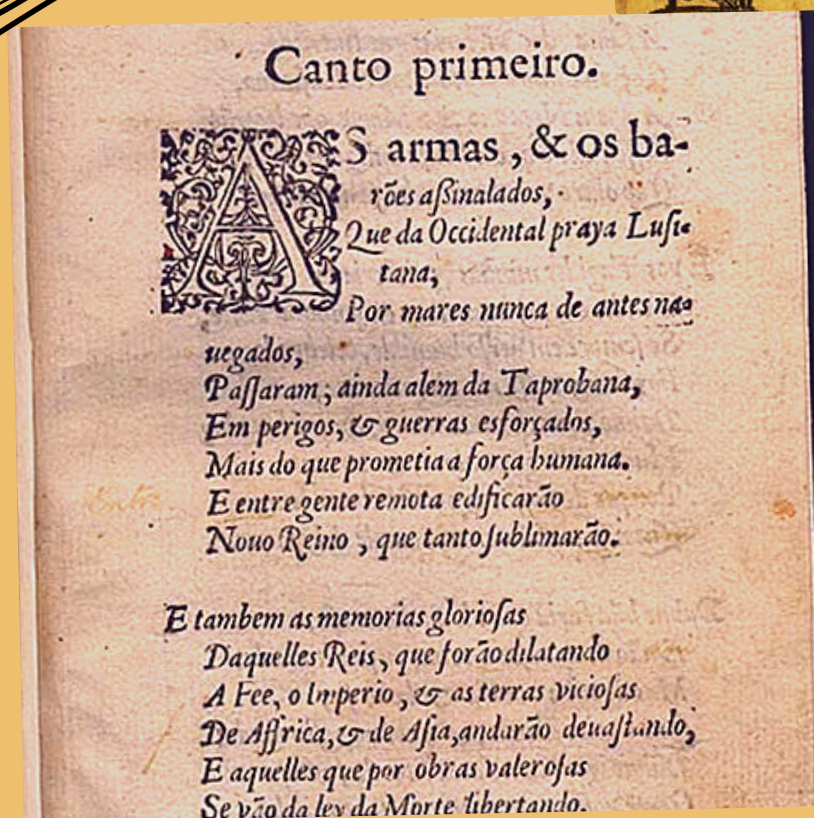 Canto primeiro.
AS armas, & os ba-
rões aßinalados,
Que da Occidental praya Lusi-
tana,
Por mares nunca de antes na-
uegados,
Paſſaram, ainda alem da Taprobana,
Em perigos, & guerras esforçados,
Mais do que prometia a força humana.
E entre gente remota edificarão
Nouo Reino, que tanto ſublimarão.
E tambem as memorias glorioſas
Daquelles Reis, que forão dilatando
A Fee, o Imperio, & as terras vicioſas
De Affrica, & de Aſia, andarão deuaſtando,
E aquelles que por obras valeroſas
Se vão da ley da Morte libertando.